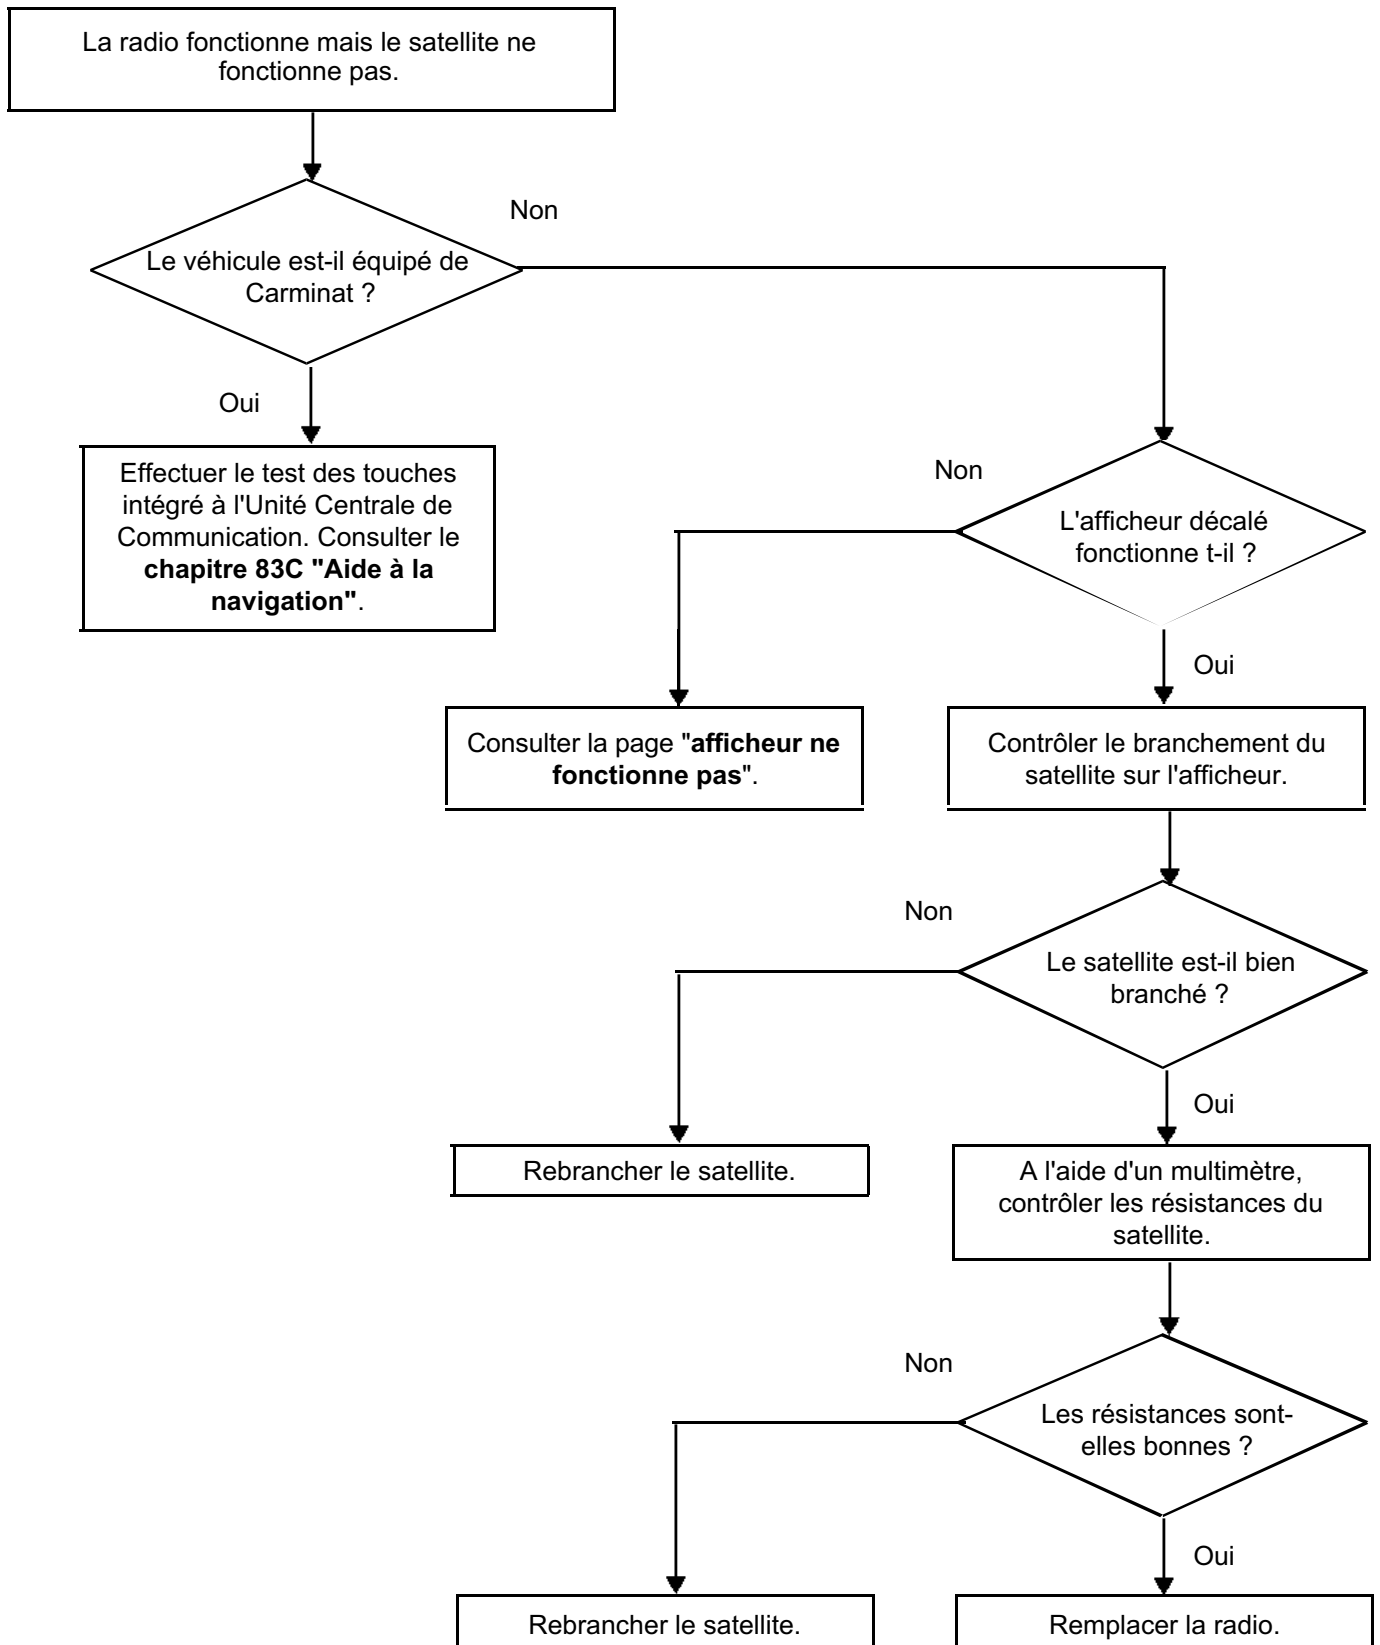 La radio fonctionne mais le satellite ne
fonctionne pas.
Non
Le véhicule est-il équipé de
Carminat ?
Oui
Effectuer le test des touches
intégré à l'Unité Centrale de
Communication. Consulter le
chapitre 83C "Aide à la
navigation".
Non
L'afficheur décalé
fonctionne t-il ?
Oui
Consulter la page "afficheur ne
fonctionne pas".
Contrôler le branchement du
satellite sur l'afficheur.
Non
Le satellite est-il bien
branché ?
Oui
Rebrancher le satellite.
A l'aide d'un multimètre,
contrôler les résistances du
satellite.
Non
Les résistances sont-
elles bonnes ?
Oui
Rebrancher le satellite.
Remplacer la radio.